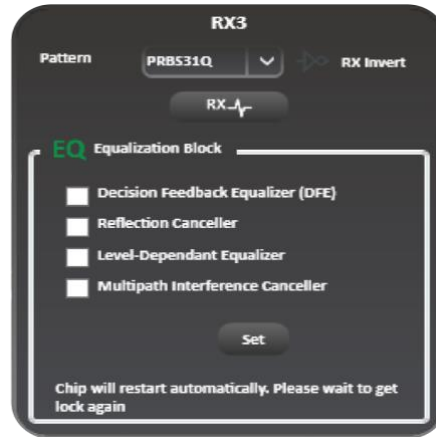 RX3
Pattern PRBS31Q RX Invert
RX
EQ Equalization Block
Decision Feedback Equalizer (DFE)
Reflection Canceller
Level-Dependant Equalizer
Multipath Interference Canceller
Set
Chip will restart automatically. Please wait to get
lock again